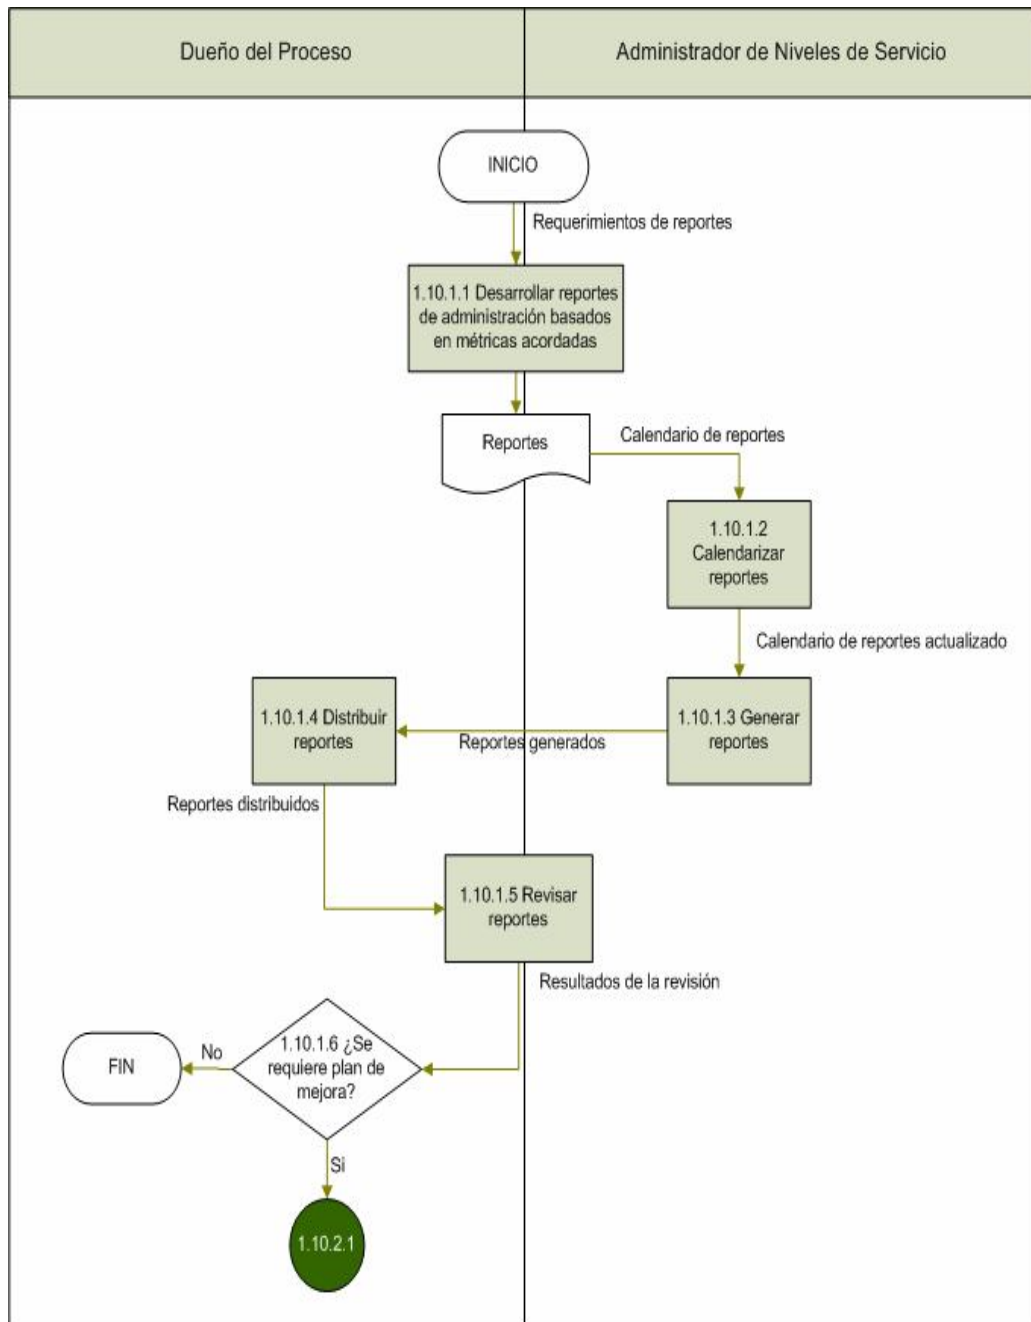 Dueño del Proceso
Administrador de Niveles de Servicio
INICIO
Requerimientos de reportes
1.10.1.1 Desarrollar reportes
de administración basados
en métricas acordadas
Reportes
Calendario de reportes
1.10.1.2
Calendarizar
reportes
Calendario de reportes actualizado
1.10.1.3 Generar
reportes
Reportes generados
1.10.1.4 Distribuir
reportes
Reportes distribuidos
1.10.1.5 Revisar
reportes
Resultados de la revisión
1.10.1.6 ¿Se
requiere plan de
mejora?
No
FIN
Si
1.10.2.1